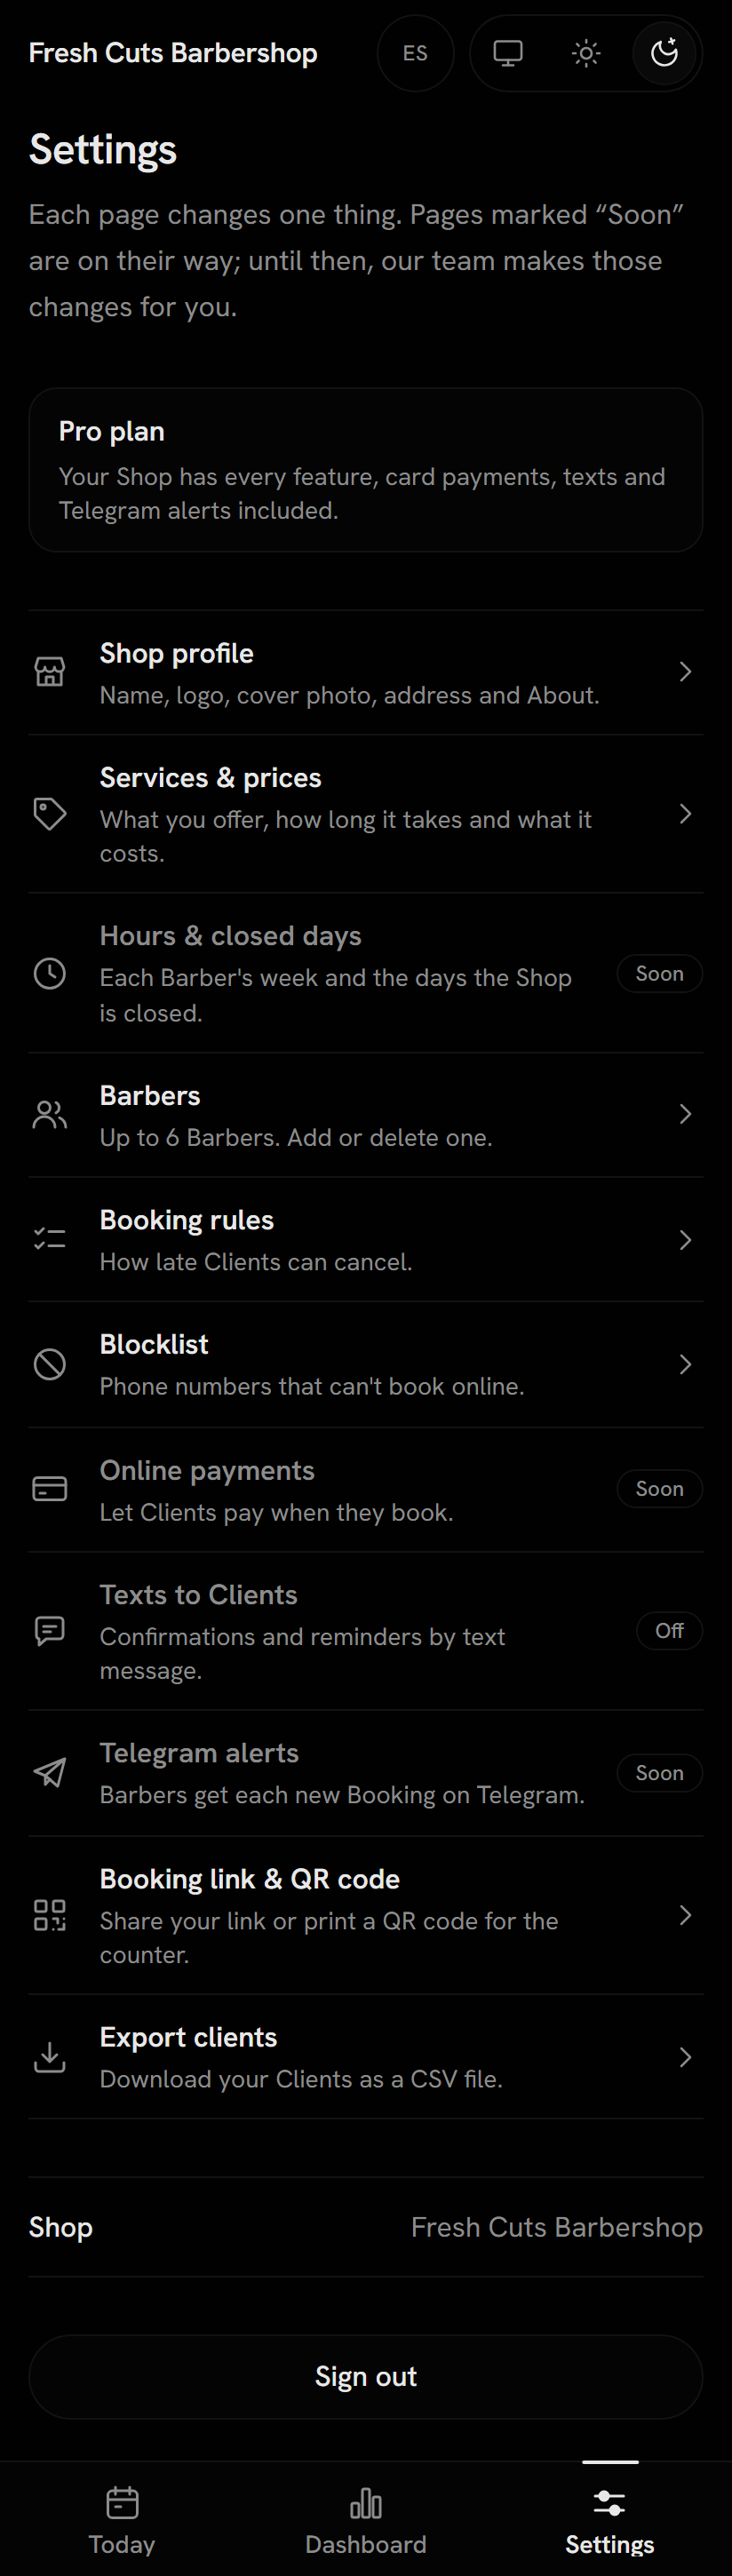 Fresh Cuts Barbershop
ES
Settings
Each page changes one thing. Pages marked “Soon”
are on their way; until then, our team makes those
changes for you.
Pro plan
Your Shop has every feature, card payments, texts and
Telegram alerts included.
Shop profile
Name, logo, cover photo, address and About.
Services & prices
What you offer, how long it takes and what it
costs.
Hours & closed days
Each Barber's week and the days the Shop
is closed.
Soon
Barbers
Up to 6 Barbers. Add or delete one.
Booking rules
How late Clients can cancel.
Blocklist
Phone numbers that can't book online.
Online payments
Let Clients pay when they book.
Soon
Texts to Clients
Confirmations and reminders by text
message.
Off
Telegram alerts
Barbers get each new Booking on Telegram.
Soon
Booking link & QR code
Share your link or print a QR code for the
counter.
Export clients
Download your Clients as a CSV file.
Shop
Fresh Cuts Barbershop
Sign out
Today
Dashboard
Settings